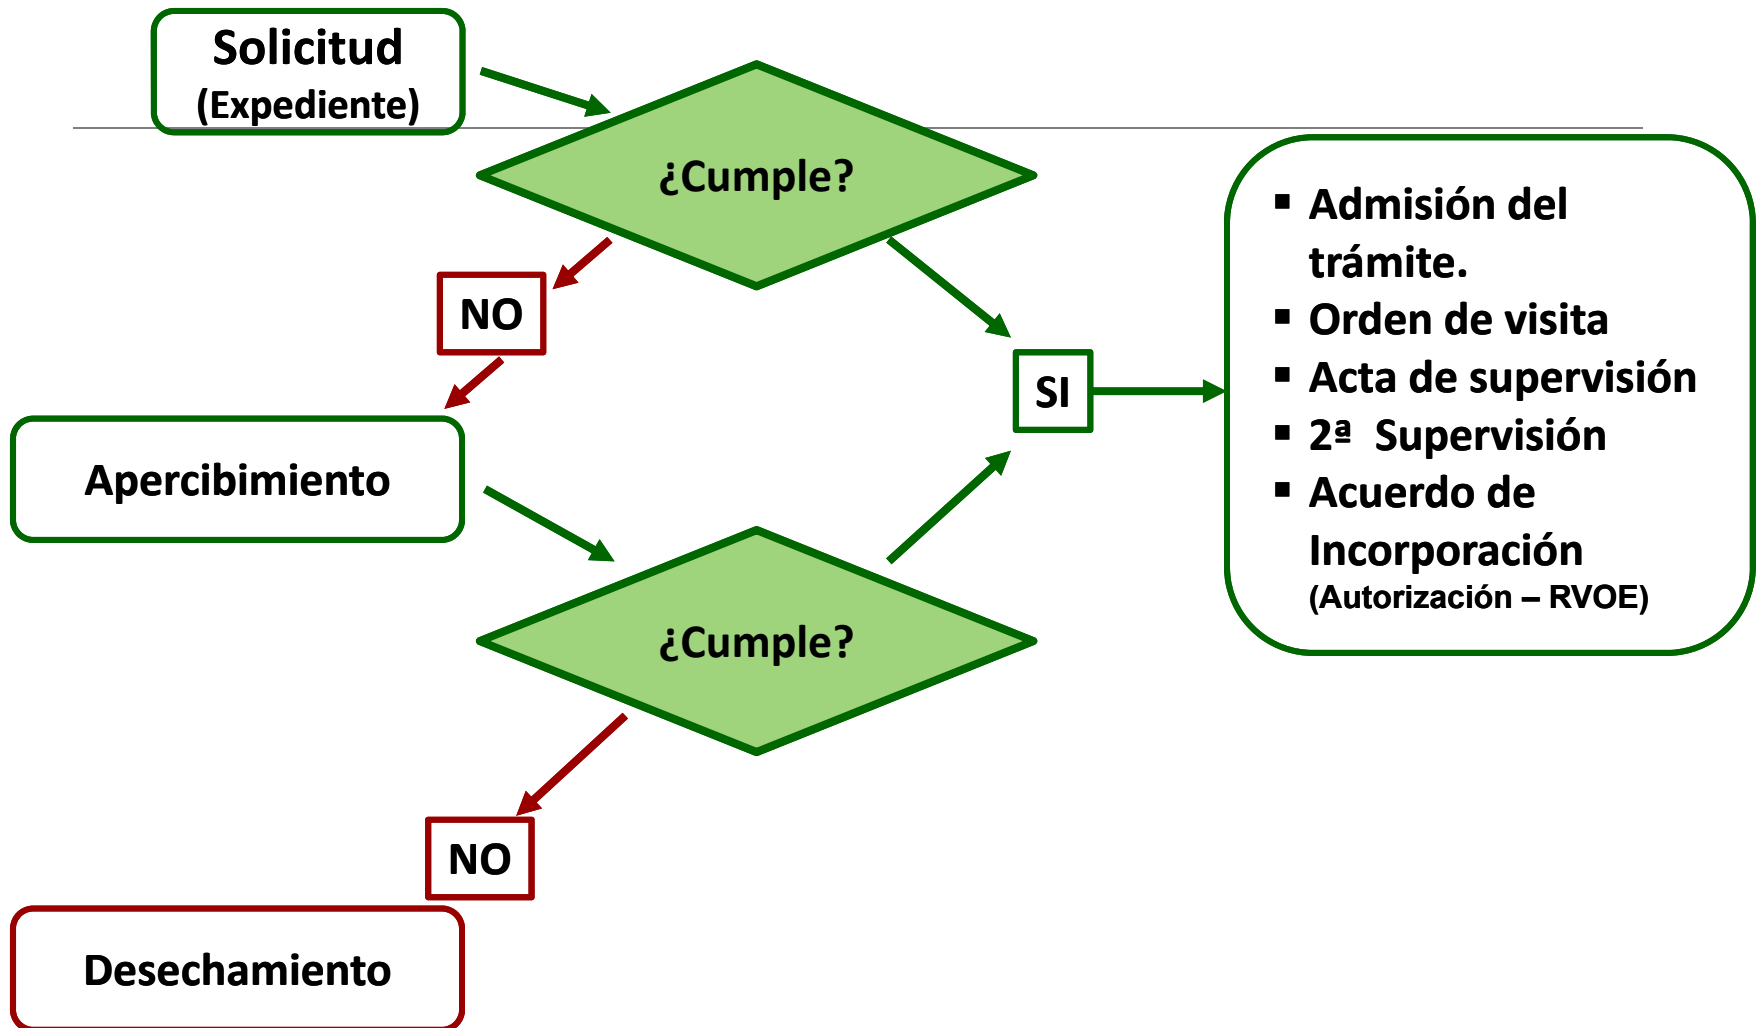 Solicitud
(Expediente)
¿Cumple?
NO
SI
▪ Admisión del
trámite.
▪ Orden de visita
▪ Acta de supervisión
▪ 2ª Supervisión
▪ Acuerdo de
Incorporación
(Autorización – RVOE)
Apercibimiento
¿Cumple?
NO
Desechamiento